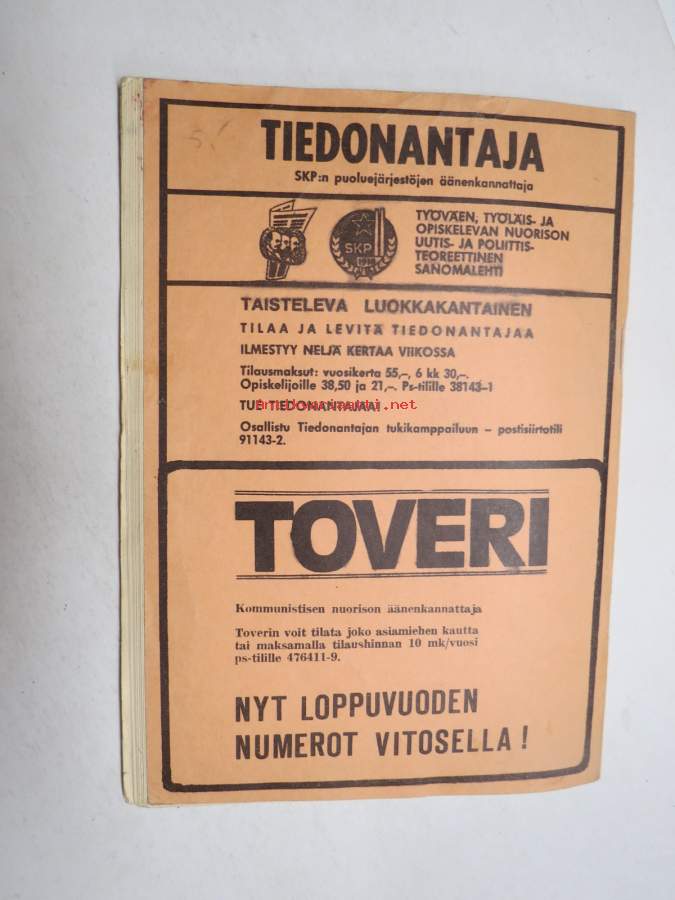 5,-
TIEDONANTAJA
SKP:n puoluejärjestöjen äänenkannattaja
SKP
1918
TYÖVÄEN, TYÖLÄIS- JA
OPISKELEVAN NUORISON
UUTIS- JA POLIITTIS-
TEOREETTINEN
SANOMALEHTI
TAISTELEVA LUOKKAKANTAINEN
TILAA JA LEVITÄ TIEDONANTAJAA
ILMESTYY NELJÄ KERTAA VIIKOSSA
Tilausmaksut: vuosikerta 55,–, 6 kk 30,–.
Opiskelijoille 38,50 ja 21,–. Ps-tilille 38143–1
TUE TIEDONANTAJAA!
Osallistu Tiedonantajan tukikamppailuun – postisiirtotili
91143-2.
TOVERI
Kommunistisen nuorison äänenkannattaja
Toverin voit tilata joko asiamiehen kautta
tai maksamalla tilaushinnan 10 mk/vuosi
ps-tilille 476411-9.
NYT LOPPUVUODEN
NUMEROT VITOSELLA!